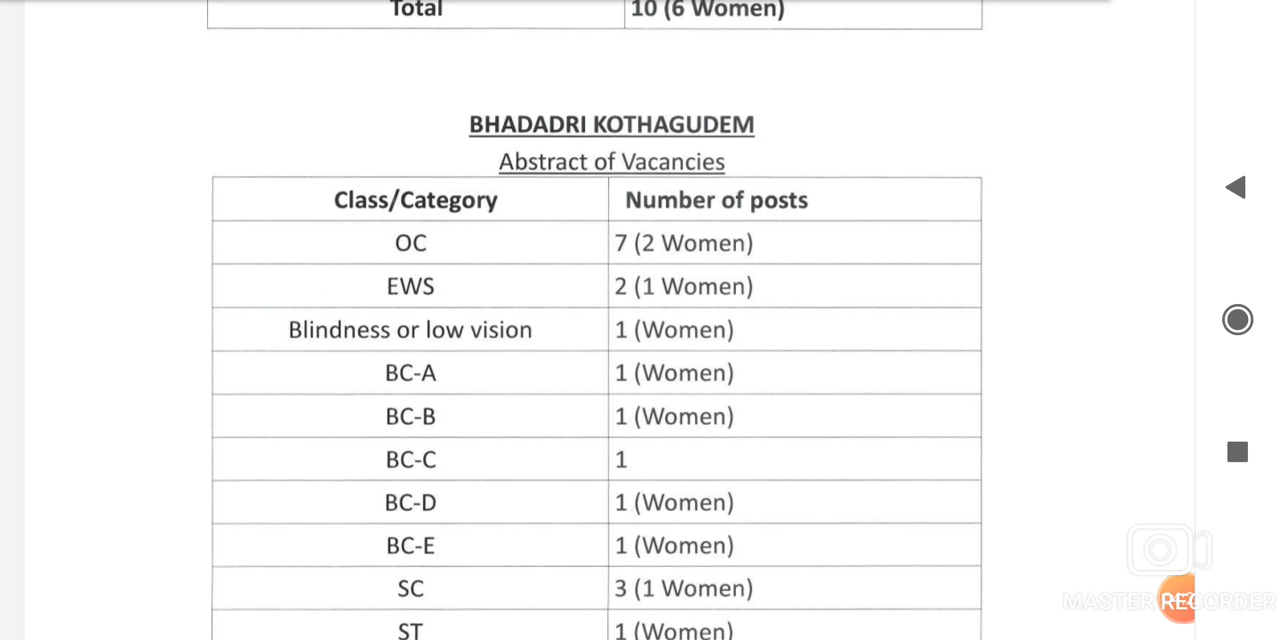 Total 10 (6 Women)
BHADADRI KOTHAGUDEM
Abstract of Vacancies
Class/Category Number of posts
OC 7 (2 Women)
EWS 2 (1 Women)
Blindness or low vision 1 (Women)
BC-A 1 (Women)
BC-B 1 (Women)
BC-C 1
BC-D 1 (Women)
BC-E 1 (Women)
SC 3 (1 Women)
ST 1 (Women)
MASTER RECORDER